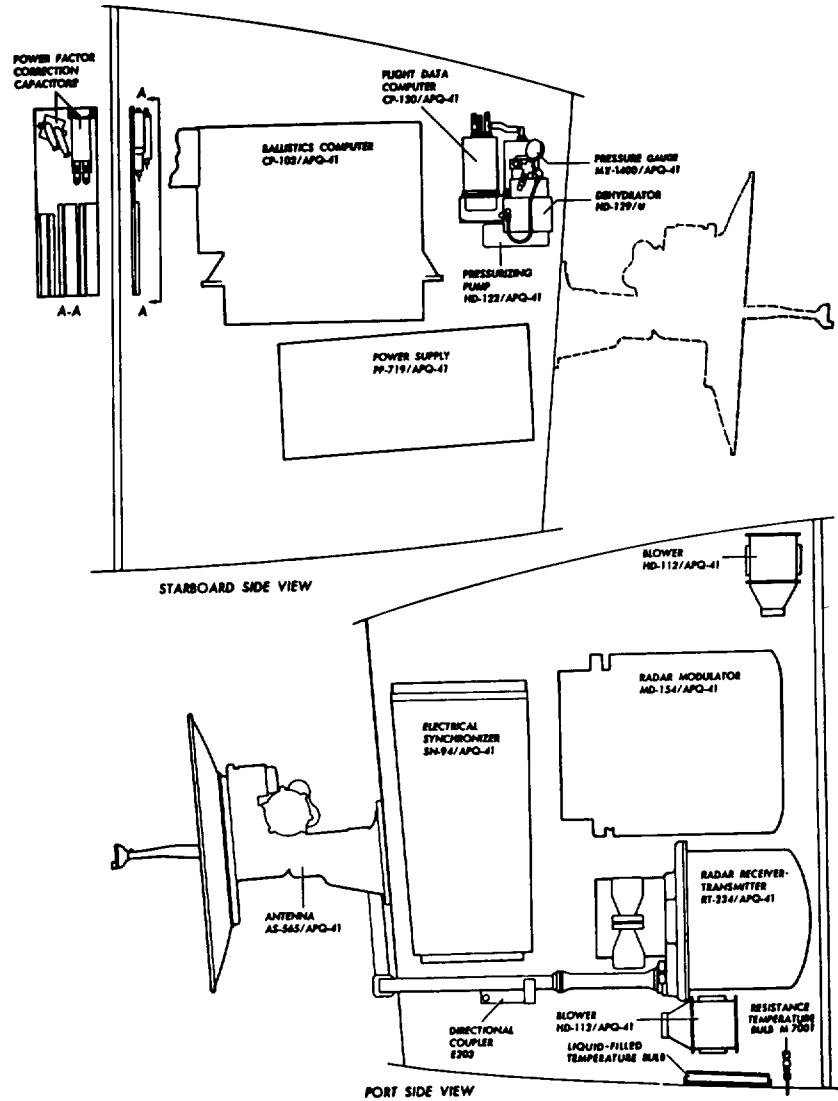 POWER FACTOR
CORRECTION
CAPACITORS
A
A
A-A
BALLISTICS COMPUTER
CP-103/APQ-41
FLIGHT DATA
COMPUTER
CP-130/APQ-41
PRESSURE GAUGE
MX-1400/APQ-41
DEHYDRATOR
HD-129/U
PRESSURIZING
PUMP
HD-122/APQ-41
POWER SUPPLY
PP-719/APQ-41
STARBOARD SIDE VIEW
BLOWER
HD-112/APQ-41
RADAR MODULATOR
MD-154/APQ-41
ELECTRICAL
SYNCHRONIZER
SN-94/APQ-41
RADAR RECEIVER-
TRANSMITTER
RT-234/APQ-41
ANTENNA
AS-565/APQ-41
DIRECTIONAL
COUPLER
E203
BLOWER
HD-112/APQ-41
RESISTANCE
TEMPERATURE
BULB M 7001
LIQUID-FILLED
TEMPERATURE BULB
PORT SIDE VIEW